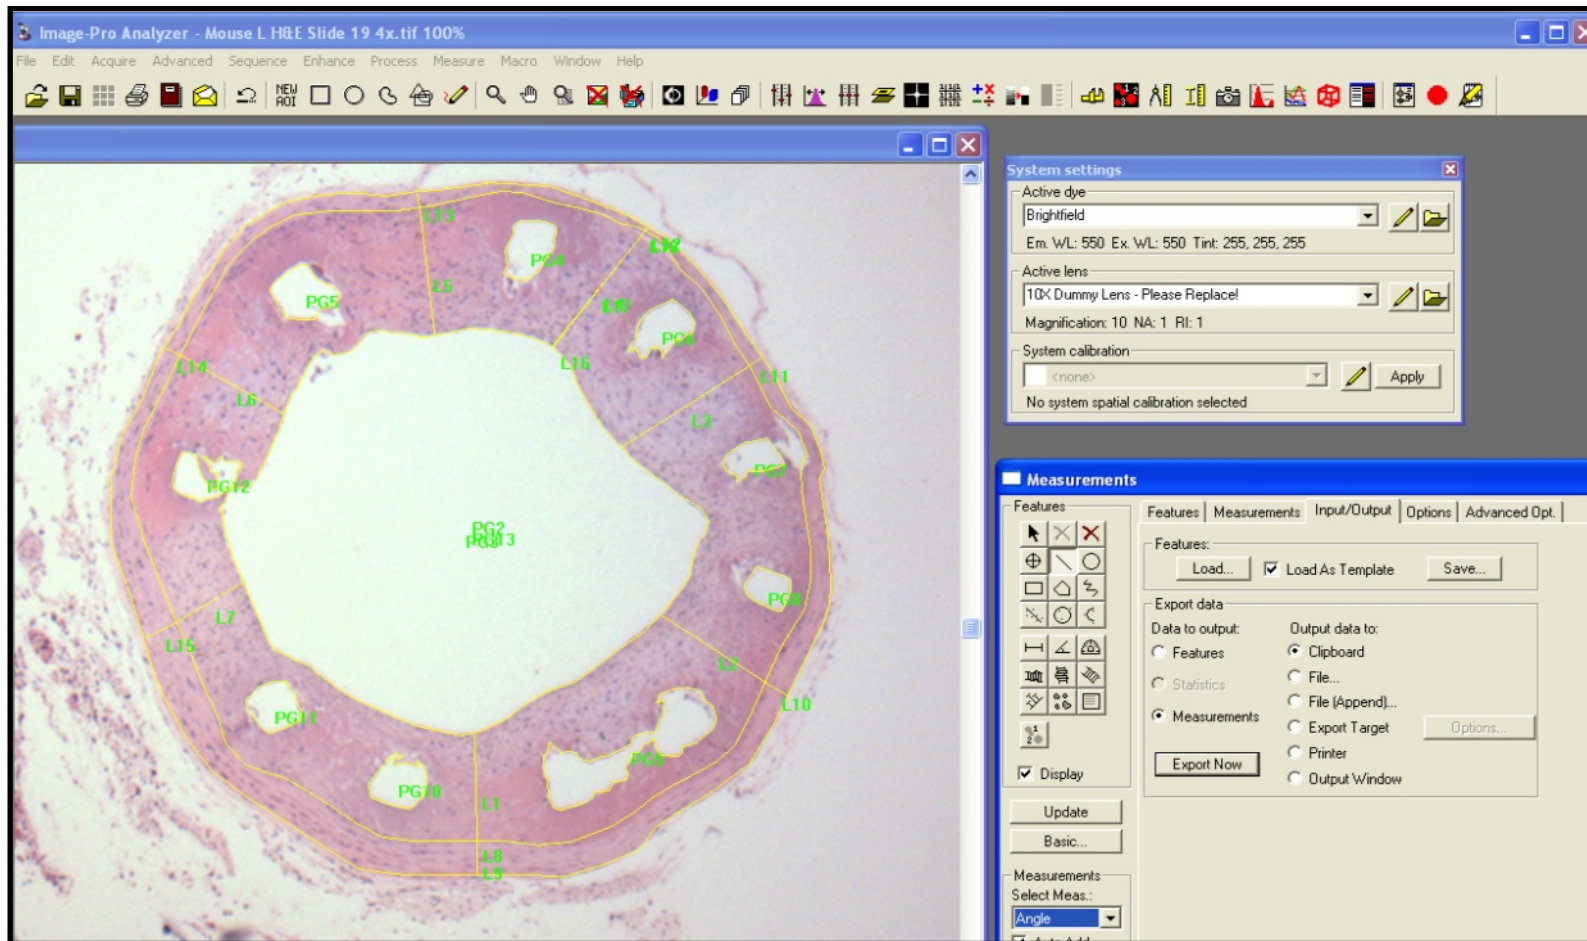 Image-Pro Analyzer - Mouse L H&E Slide 19 4x.tif 100%
File Edit Acquire Advanced Sequence Enhance Process Measure Macro Window Help
NEW
AOI
L13
PG4
L5
PG5
PG6
L16
L14
L11
L6
L3
PG7
PG12
PG2
PG3
PG8
L7
L15
L2
L10
PG11
PG10
L1
L8
L9
System settings
Active dye
Brightfield
Em. WL: 550 Ex. WL: 550 Tint: 255, 255, 255
Active lens
10X Dummy Lens - Please Replace!
Magnification: 10 NA: 1 RI: 1
System calibration
<none>
Apply
No system spatial calibration selected
Measurements
Features
Display
Update
Basic...
Measurements
Select Meas.:
Angle
Auto Add
Features Measurements Input/Output Options Advanced Opt.
Features:
Load... Load As Template Save...
Export data
Data to output: Output data to:
Features Clipboard
Statistics File...
Measurements File (Append)...
Export Target Options...
Printer
Export Now
Output Window